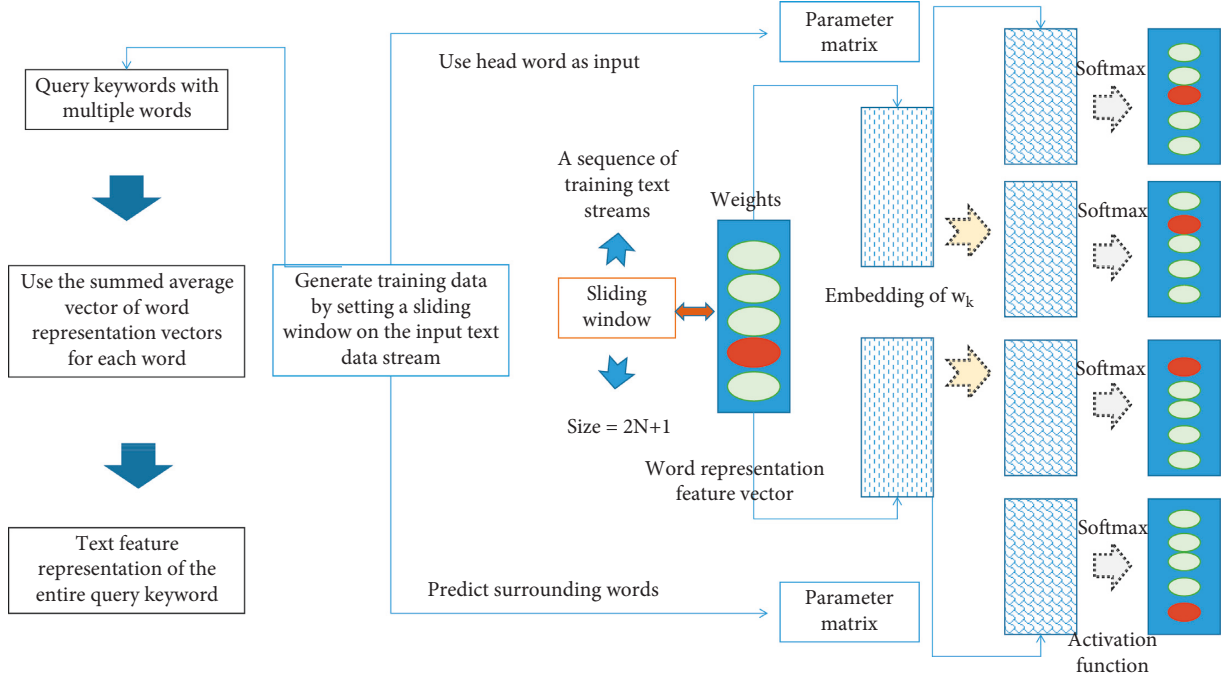 Query keywords with
multiple words
Use the summed average
vector of word
representation vectors
for each word
Text feature
representation of the
entire query keyword
Generate training data
by setting a sliding
window on the input text
data stream
Use head word as input
Parameter
matrix
A sequence of
training text
streams
Sliding
window
Size = 2N+1
Weights
Word representation
feature vector
Embedding of wk
Predict surrounding words
Parameter
matrix
Softmax
Softmax
Softmax
Softmax
Activation
function